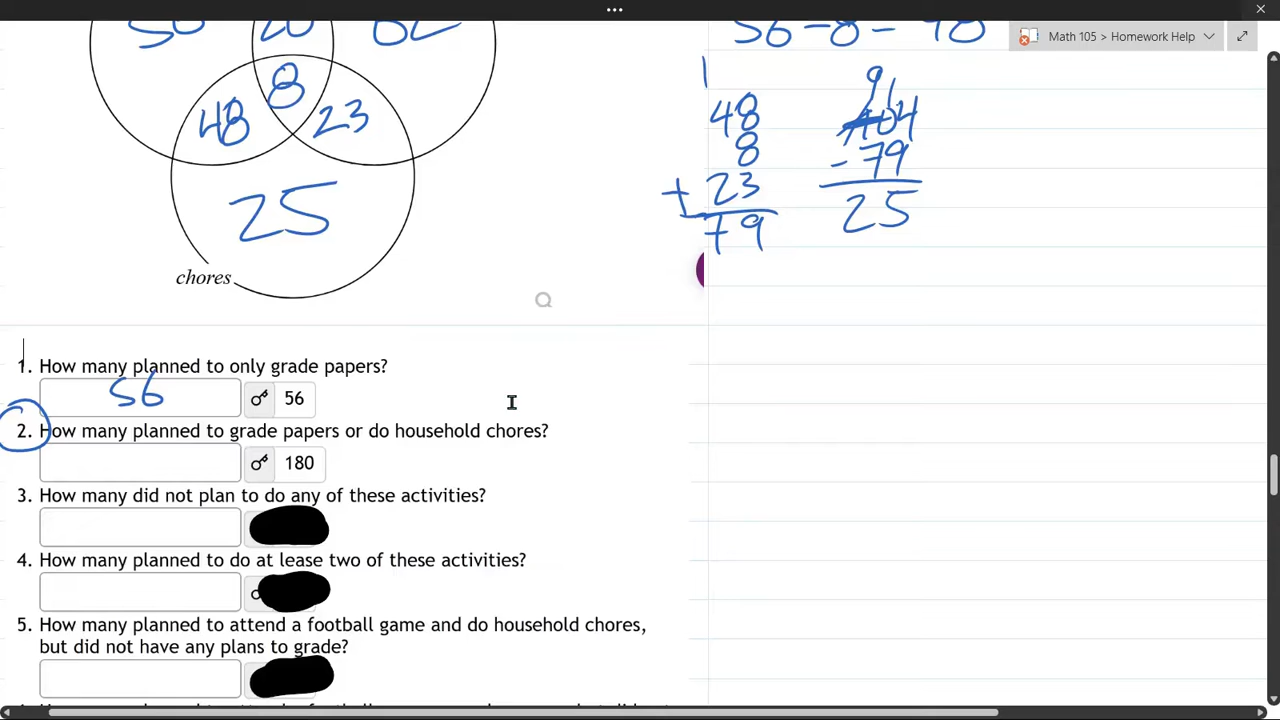 56 20 62
56-8=48
Math 105 > Homework Help
8
48
23
25
chores
1
48
8
+ 23
79
9 1
104
- 79
25
1. How many planned to only grade papers?
56 56
2. How many planned to grade papers or do household chores?
180
3. How many did not plan to do any of these activities?
4. How many planned to do at lease two of these activities?
5. How many planned to attend a football game and do household chores,
but did not have any plans to grade?